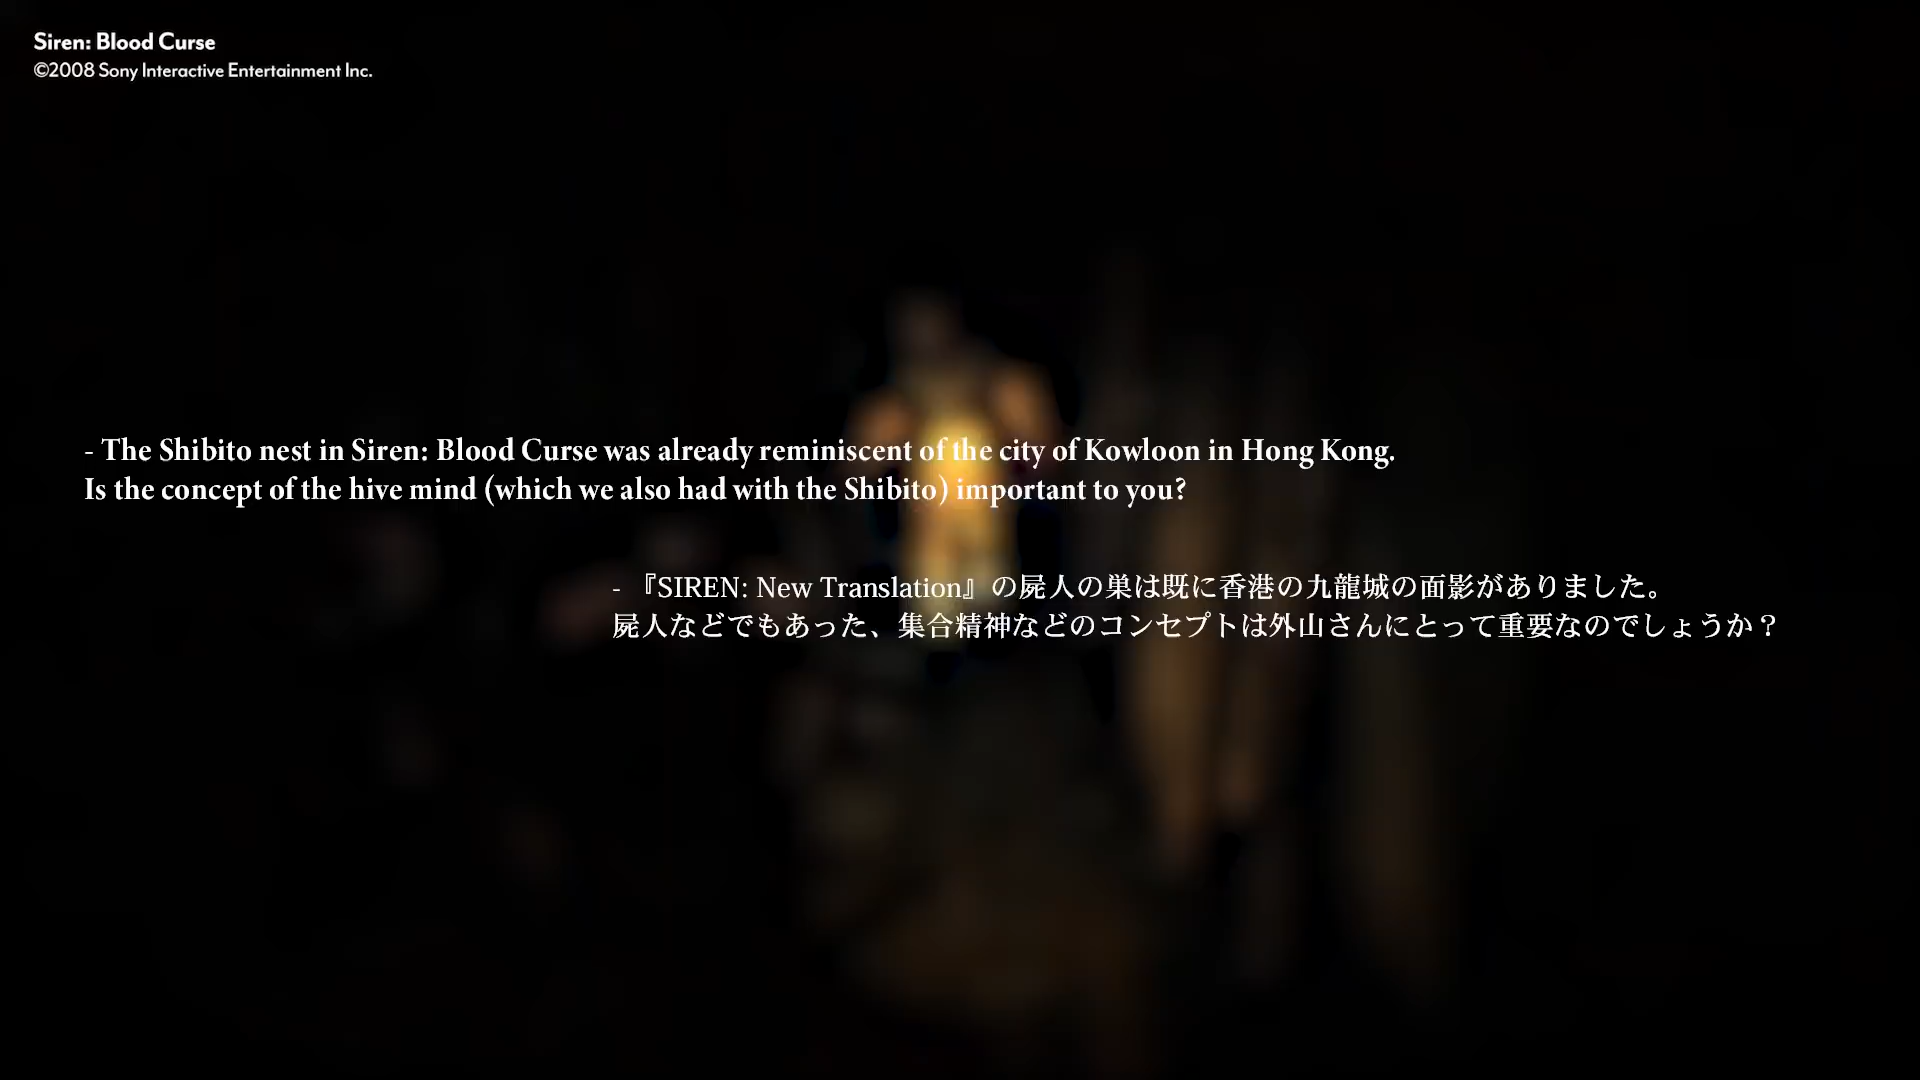 Siren: Blood Curse
©2008 Sony Interactive Entertainment Inc.
- The Shibito nest in Siren: Blood Curse was already reminiscent of the city of Kowloon in Hong Kong.
Is the concept of the hive mind (which we also had with the Shibito) important to you?
- 『SIREN: New Translation』の屍人の巣は既に香港の九龍城の面影がありました。
屍人などでもあった、集合精神などのコンセプトは外山さんにとって重要なのでしょうか？